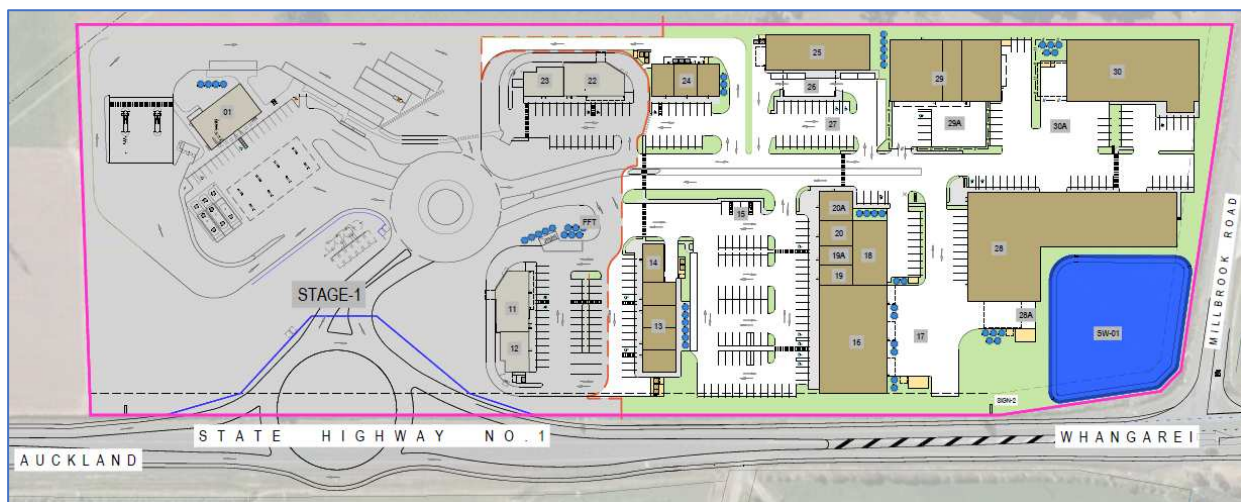 25
23
22
24
29
30
26
01
27
29A
30A
20A
15
FFT
20
18
28
14
19A
19
STAGE-1
11
13
16
17
28A
SW-01
12
SIGN-2
MILLBROOK ROAD
STATE HIGHWAY NO.1
WHANGAREI
AUCKLAND